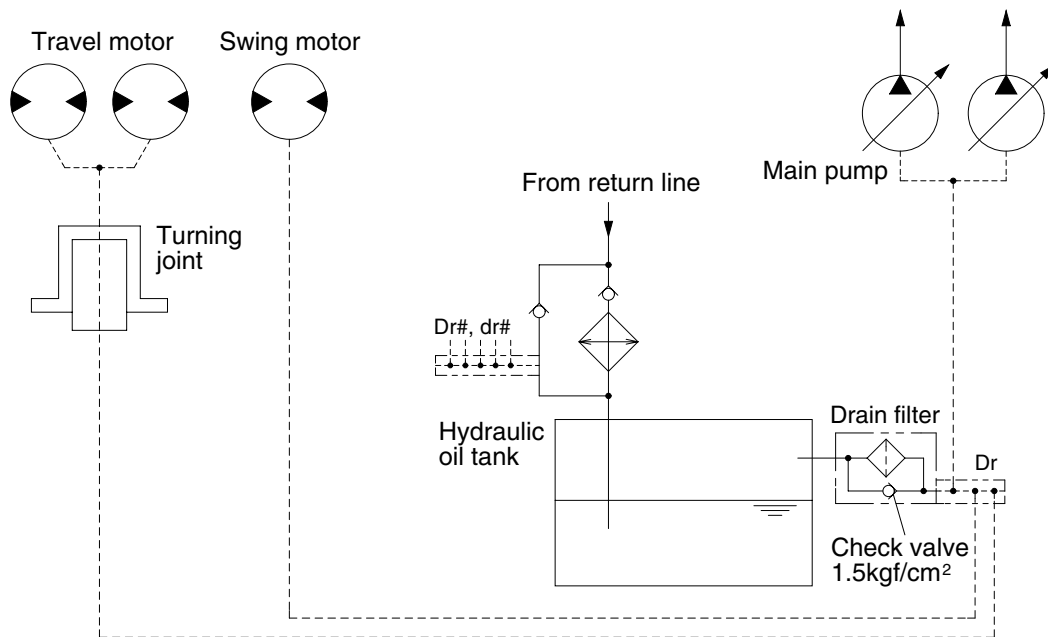 Travel motor
Swing motor
Main pump
From return line
Turning
joint
Dr#, dr#
Hydraulic
oil tank
Drain filter
Dr
Check valve
1.5kgf/cm²